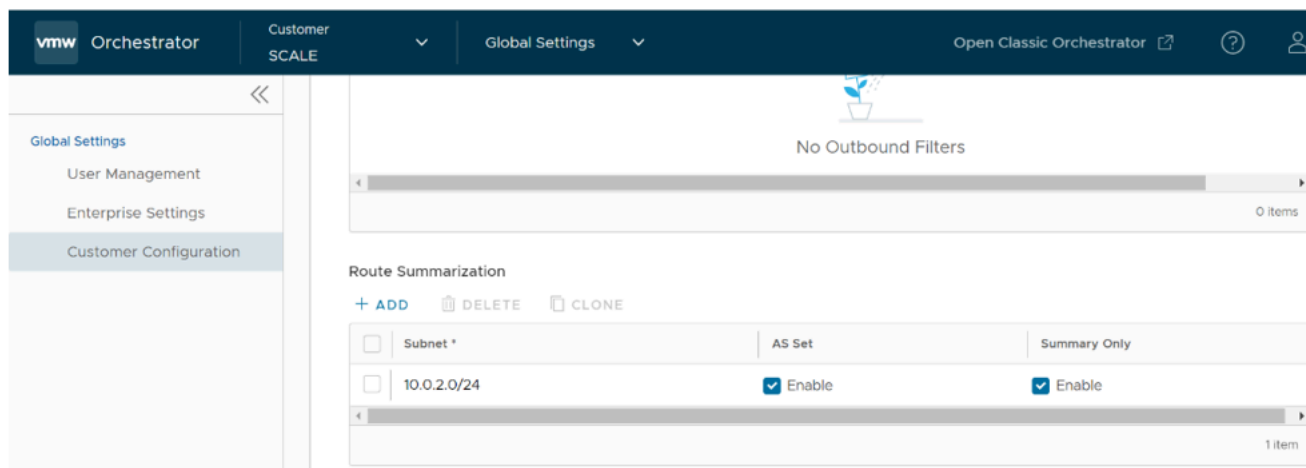 vmw Orchestrator
Customer
SCALE
Global Settings
Open Classic Orchestrator
?
Global Settings
User Management
Enterprise Settings
Customer Configuration
No Outbound Filters
0 items
Route Summarization
+ ADD DELETE CLONE
Subnet * AS Set Summary Only
10.0.2.0/24 Enable Enable
1 item